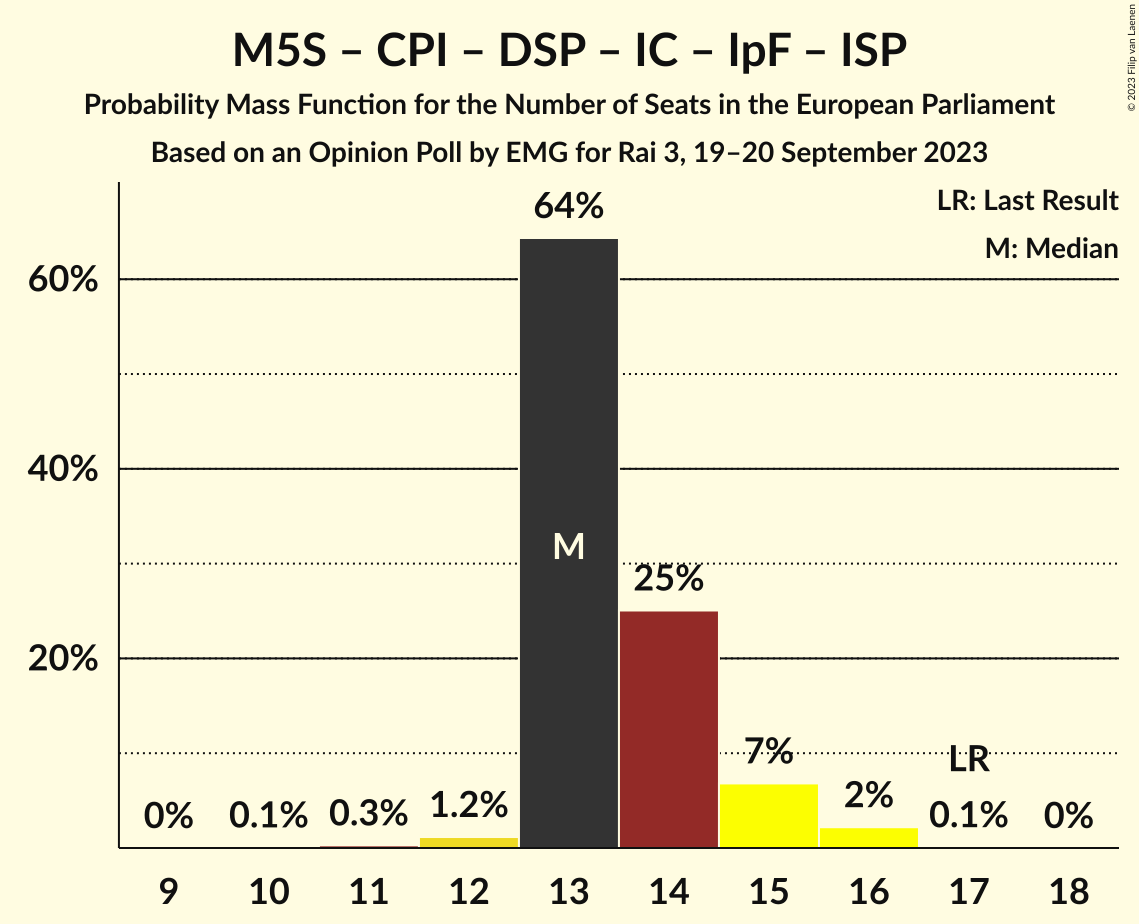 M5S – CPI – DSP – IC – IpF – ISP
Probability Mass Function for the Number of Seats in the European Parliament
Based on an Opinion Poll by EMG for Rai 3, 19–20 September 2023
© 2023 Filip van Laenen
LR: Last Result
M: Median
60%
40%
20%
0%
0.1%
0.3%
1.2%
64%
M
25%
7%
2%
LR
0.1%
0%
9 10 11 12 13 14 15 16 17 18